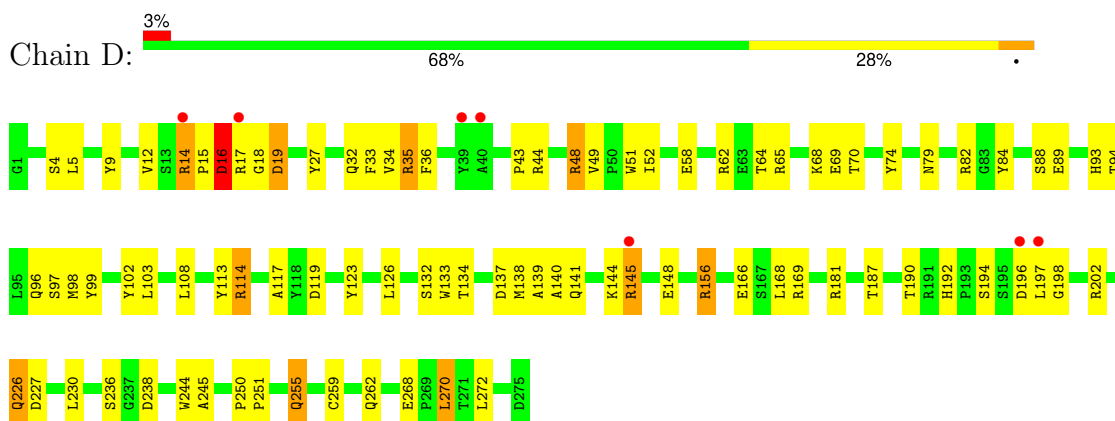 3%
Chain D:
68% 28% •
G1 S4 L5 Y9 V12 S13 R14 P15 D16 R17 G18 D19 Y27 Q32 F33 V34 R35 F36 Y39 A40 P43 R44 R48 V49 P50 W51 I52 E58 R62 E63 T64 R65 K68 E69 T70 Y74 N79 R82 G83 Y84 S88 E89 H93 T94
L95 Q96 S97 M98 Y99 Y102 L103 L108 Y113 R114 A117 Y118 D119 Y123 L126 S132 W133 T134 D137 M138 A139 A140 Q141 K144 R145 E148 R156 E166 S167 L168 R169 R181 T187 T190 R191 H192 P193 S194 S195 D196 L197 G198 R202
Q226 D227 L230 S236 G237 D238 W244 A245 P250 P251 Q255 C259 Q262 E268 P269 L270 T271 L272 D275